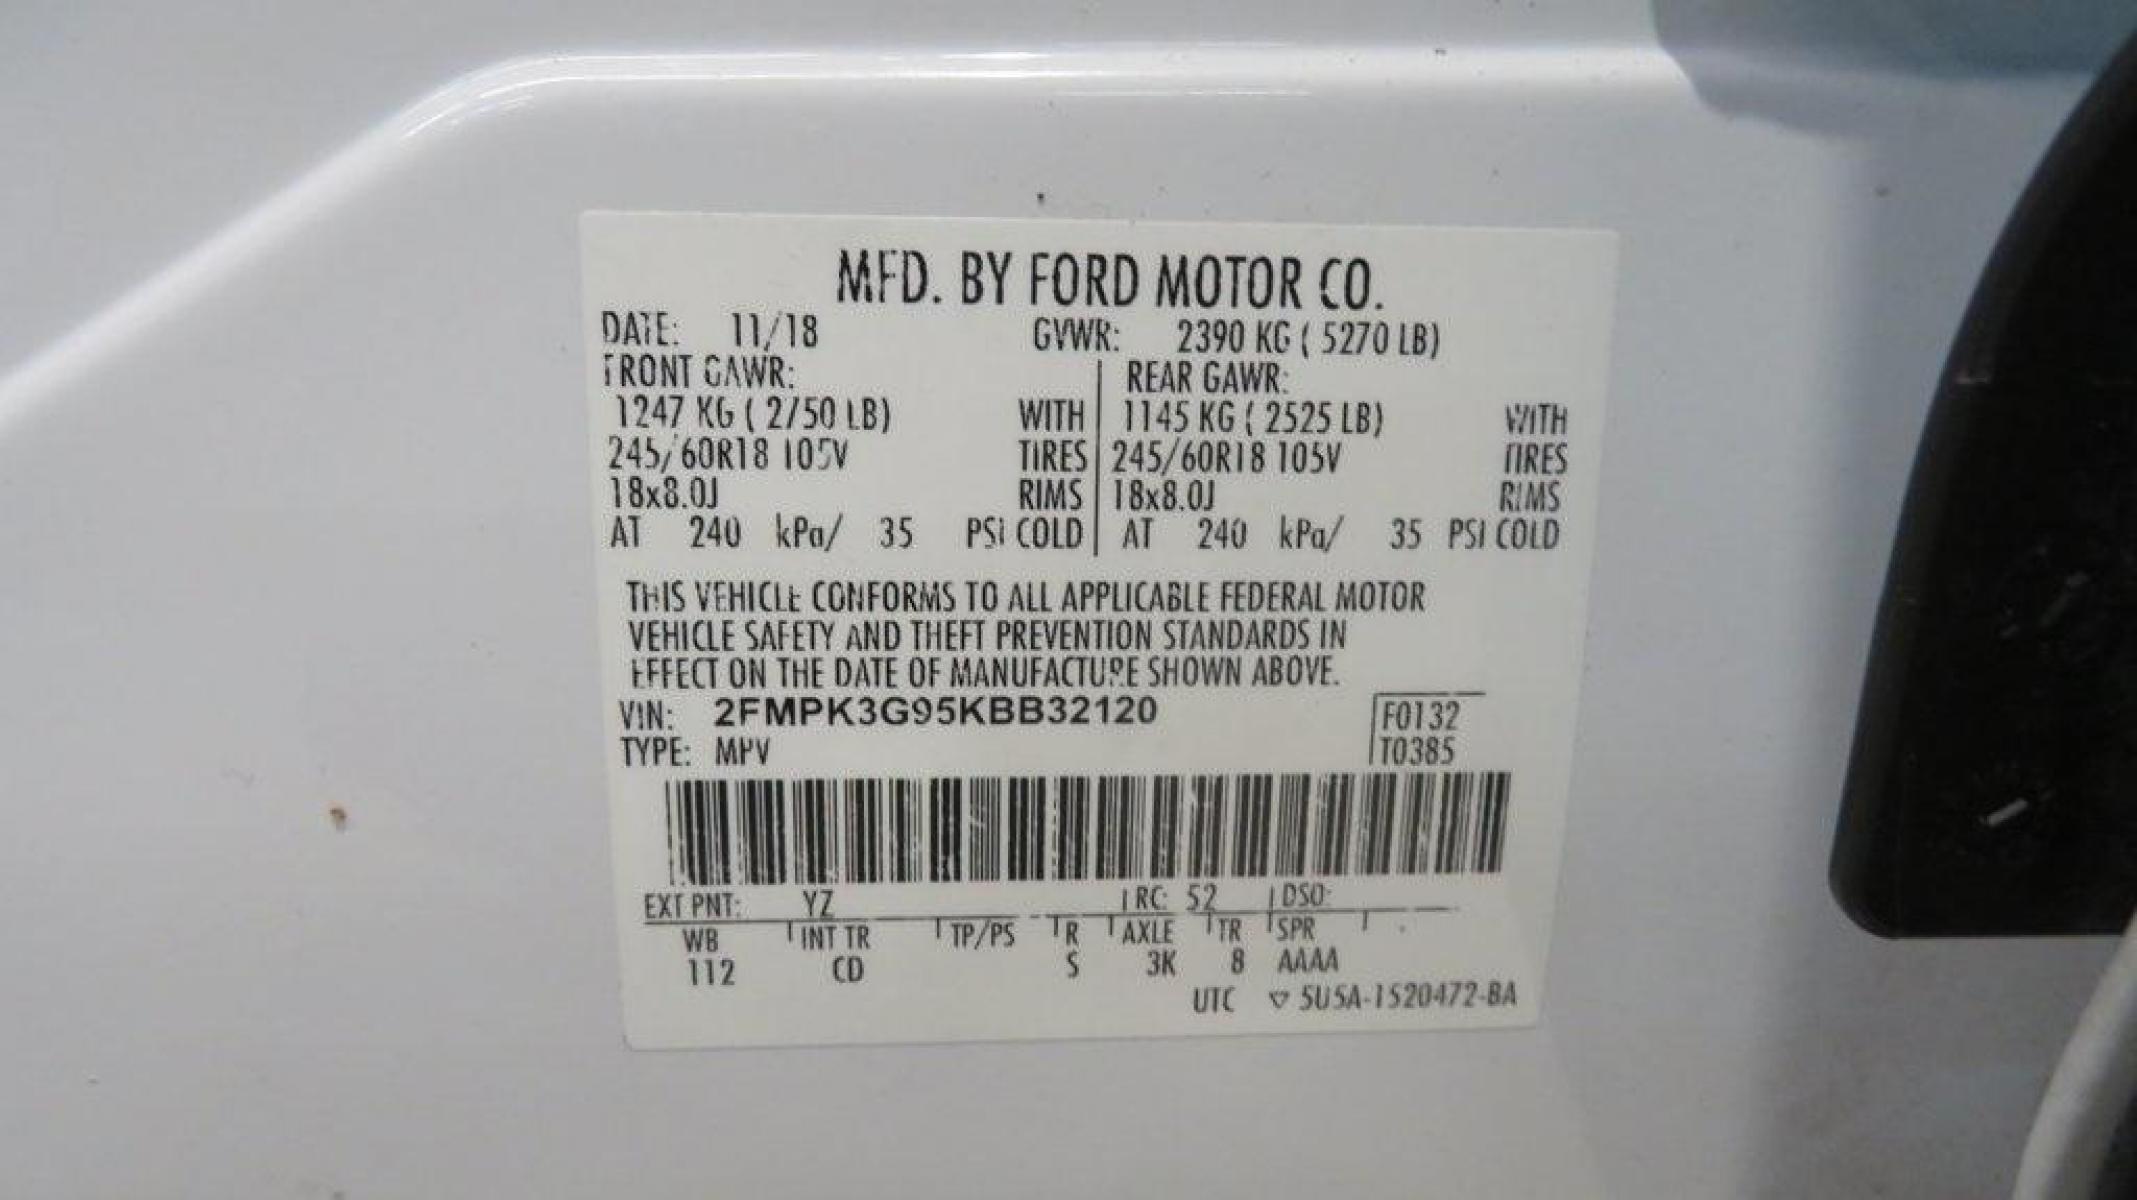 MFD. BY FORD MOTOR CO.
DATE: 11/18 GVWR: 2390 KG ( 5270 LB)
FRONT GAWR: REAR GAWR:
1247 KG ( 2750 LB) WITH 1145 KG ( 2525 LB) WITH
245/60R18 105V TIRES 245/60R18 105V TIRES
18x8.0J RIMS 18x8.0J RIMS
AT 240 kPa/ 35 PSI COLD AT 240 kPa/ 35 PSI COLD
THIS VEHICLE CONFORMS TO ALL APPLICABLE FEDERAL MOTOR
VEHICLE SAFETY AND THEFT PREVENTION STANDARDS IN
EFFECT ON THE DATE OF MANUFACTURE SHOWN ABOVE.
VIN: 2FMPK3G95KBB32120 F0132
TYPE: MPV T0385
EXT PNT: YZ RC: 52 DSO:
WB INT TR TP/PS R AXLE TR SPR
112 CD S 3K 8 AAAA
UTC ▽ 5U5A-1520472-BA